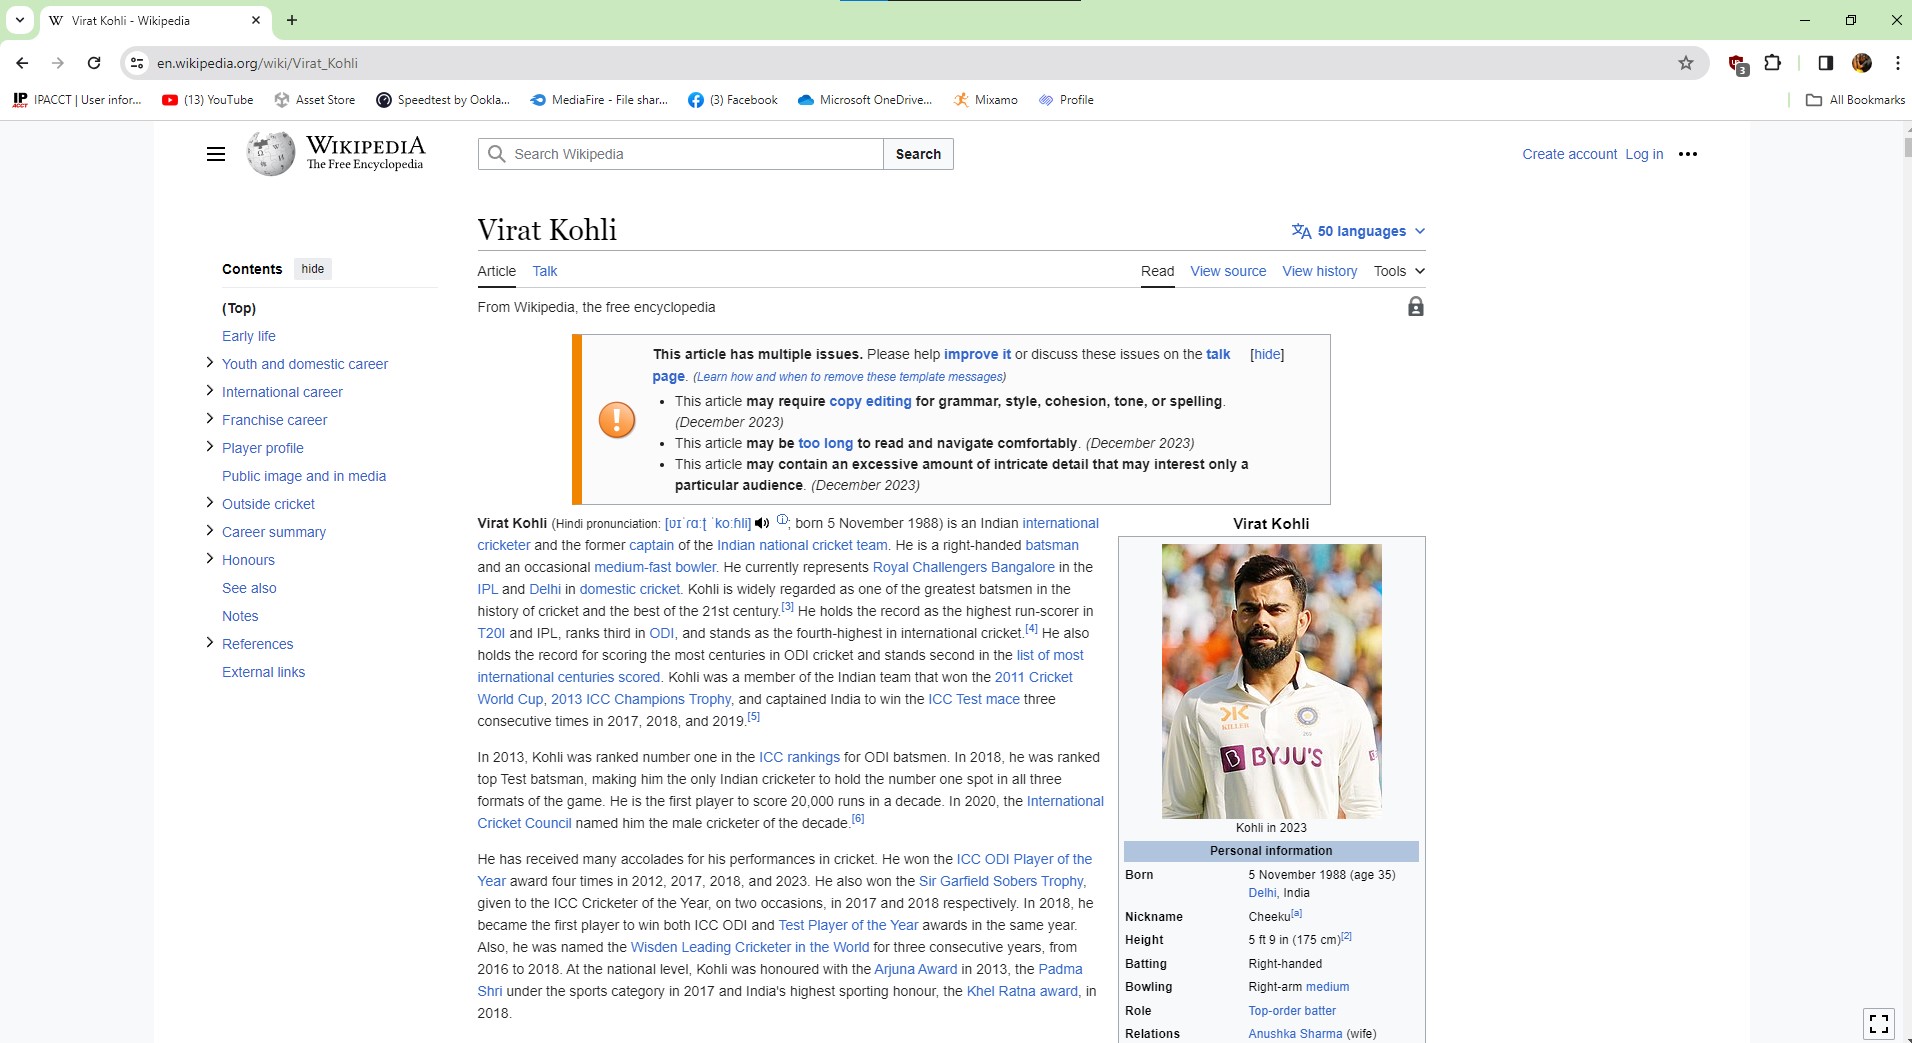 Virat Kohli - Wikipedia
en.wikipedia.org/wiki/Virat_Kohli
3
IPACCT | User infor...
(13) YouTube
Asset Store
Speedtest by Ookla...
MediaFire - File shar...
(3) Facebook
Microsoft OneDrive...
Mixamo
Profile
All Bookmarks
WIKIPEDIA
The Free Encyclopedia
Search Wikipedia
Search
Create account Log in
Virat Kohli
50 languages
Contents hide
(Top)
Early life
Youth and domestic career
International career
Franchise career
Player profile
Public image and in media
Outside cricket
Career summary
Honours
See also
Notes
References
External links
Article Talk
Read View source View history Tools
From Wikipedia, the free encyclopedia
This article has multiple issues. Please help improve it or discuss these issues on the talk [hide]
page. (Learn how and when to remove these template messages)
• This article may require copy editing for grammar, style, cohesion, tone, or spelling.
(December 2023)
• This article may be too long to read and navigate comfortably. (December 2023)
• This article may contain an excessive amount of intricate detail that may interest only a
particular audience. (December 2023)
Virat Kohli (Hindi pronunciation: [ʋɪˈɾɑːʈ ˈkoːɦli] ⓘ; born 5 November 1988) is an Indian international
cricketer and the former captain of the Indian national cricket team. He is a right-handed batsman
and an occasional medium-fast bowler. He currently represents Royal Challengers Bangalore in the
IPL and Delhi in domestic cricket. Kohli is widely regarded as one of the greatest batsmen in the
history of cricket and the best of the 21st century.[3] He holds the record as the highest run-scorer in
T20I and IPL, ranks third in ODI, and stands as the fourth-highest in international cricket.[4] He also
holds the record for scoring the most centuries in ODI cricket and stands second in the list of most
international centuries scored. Kohli was a member of the Indian team that won the 2011 Cricket
World Cup, 2013 ICC Champions Trophy, and captained India to win the ICC Test mace three
consecutive times in 2017, 2018, and 2019.[5]
In 2013, Kohli was ranked number one in the ICC rankings for ODI batsmen. In 2018, he was ranked
top Test batsman, making him the only Indian cricketer to hold the number one spot in all three
formats of the game. He is the first player to score 20,000 runs in a decade. In 2020, the International
Cricket Council named him the male cricketer of the decade.[6]
He has received many accolades for his performances in cricket. He won the ICC ODI Player of the
Year award four times in 2012, 2017, 2018, and 2023. He also won the Sir Garfield Sobers Trophy,
given to the ICC Cricketer of the Year, on two occasions, in 2017 and 2018 respectively. In 2018, he
became the first player to win both ICC ODI and Test Player of the Year awards in the same year.
Also, he was named the Wisden Leading Cricketer in the World for three consecutive years, from
2016 to 2018. At the national level, Kohli was honoured with the Arjuna Award in 2013, the Padma
Shri under the sports category in 2017 and India's highest sporting honour, the Khel Ratna award, in
2018.
Virat Kohli
KILLER
BYJU'S
Kohli in 2023
Personal information
Born 5 November 1988 (age 35)
Delhi, India
Nickname Cheeku[a]
Height 5 ft 9 in (175 cm)[2]
Batting Right-handed
Bowling Right-arm medium
Role Top-order batter
Relations Anushka Sharma (wife)